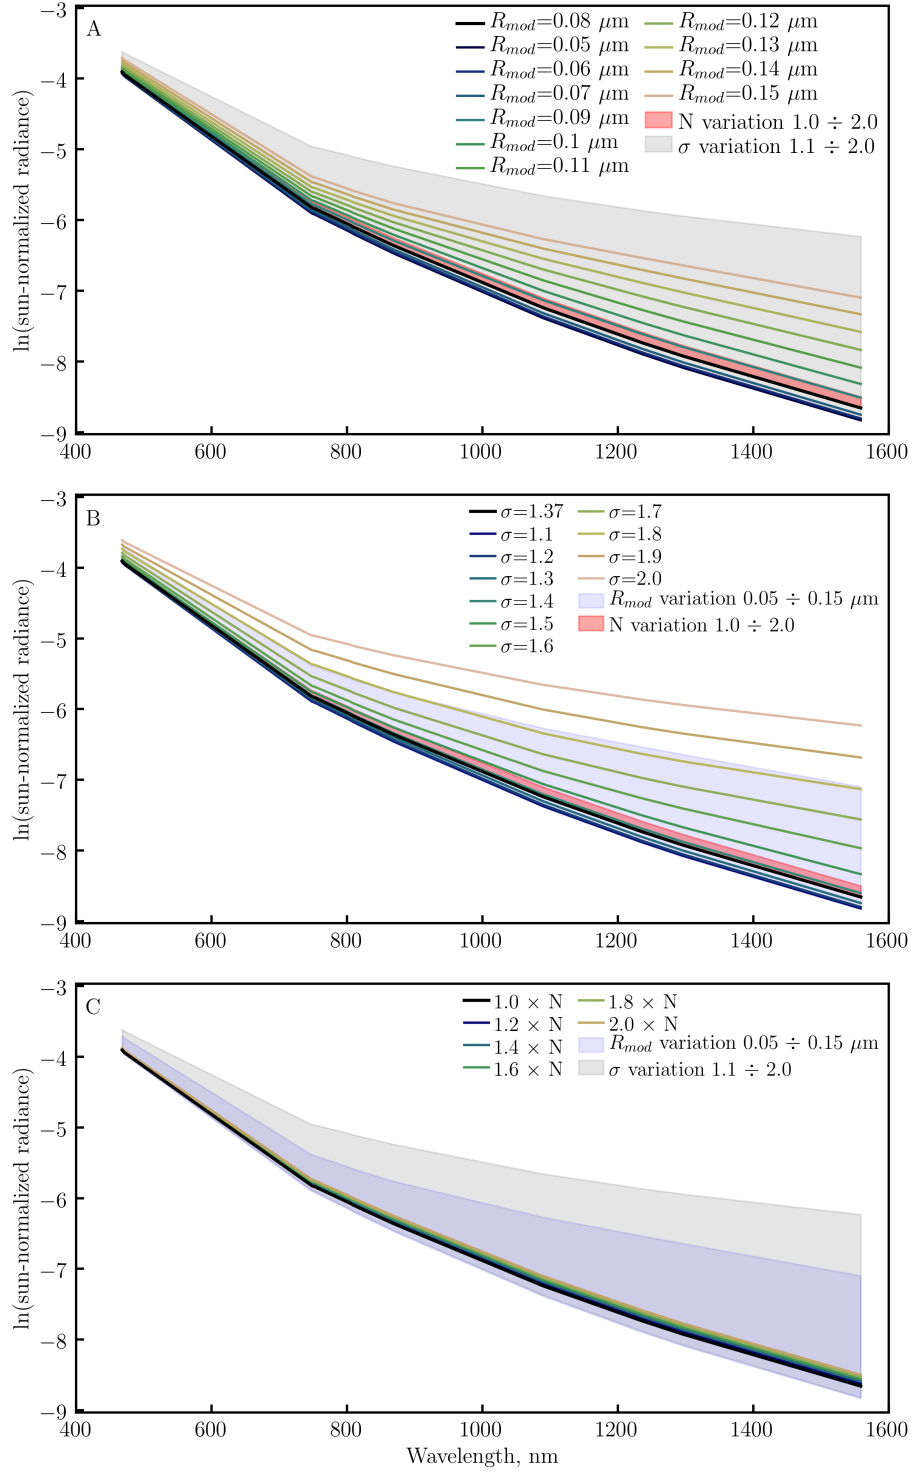 A
R_mod=0.08 μm
R_mod=0.05 μm
R_mod=0.06 μm
R_mod=0.07 μm
R_mod=0.09 μm
R_mod=0.1 μm
R_mod=0.11 μm
R_mod=0.12 μm
R_mod=0.13 μm
R_mod=0.14 μm
R_mod=0.15 μm
N variation 1.0 ÷ 2.0
σ variation 1.1 ÷ 2.0
ln(sun-normalized radiance)
−3
−4
−5
−6
−7
−8
−9
400 600 800 1000 1200 1400 1600
B
σ=1.37
σ=1.1
σ=1.2
σ=1.3
σ=1.4
σ=1.5
σ=1.6
σ=1.7
σ=1.8
σ=1.9
σ=2.0
R_mod variation 0.05 ÷ 0.15 μm
N variation 1.0 ÷ 2.0
ln(sun-normalized radiance)
−3
−4
−5
−6
−7
−8
−9
400 600 800 1000 1200 1400 1600
C
1.0 × N
1.2 × N
1.4 × N
1.6 × N
1.8 × N
2.0 × N
R_mod variation 0.05 ÷ 0.15 μm
σ variation 1.1 ÷ 2.0
ln(sun-normalized radiance)
−3
−4
−5
−6
−7
−8
−9
400 600 800 1000 1200 1400 1600
Wavelength, nm